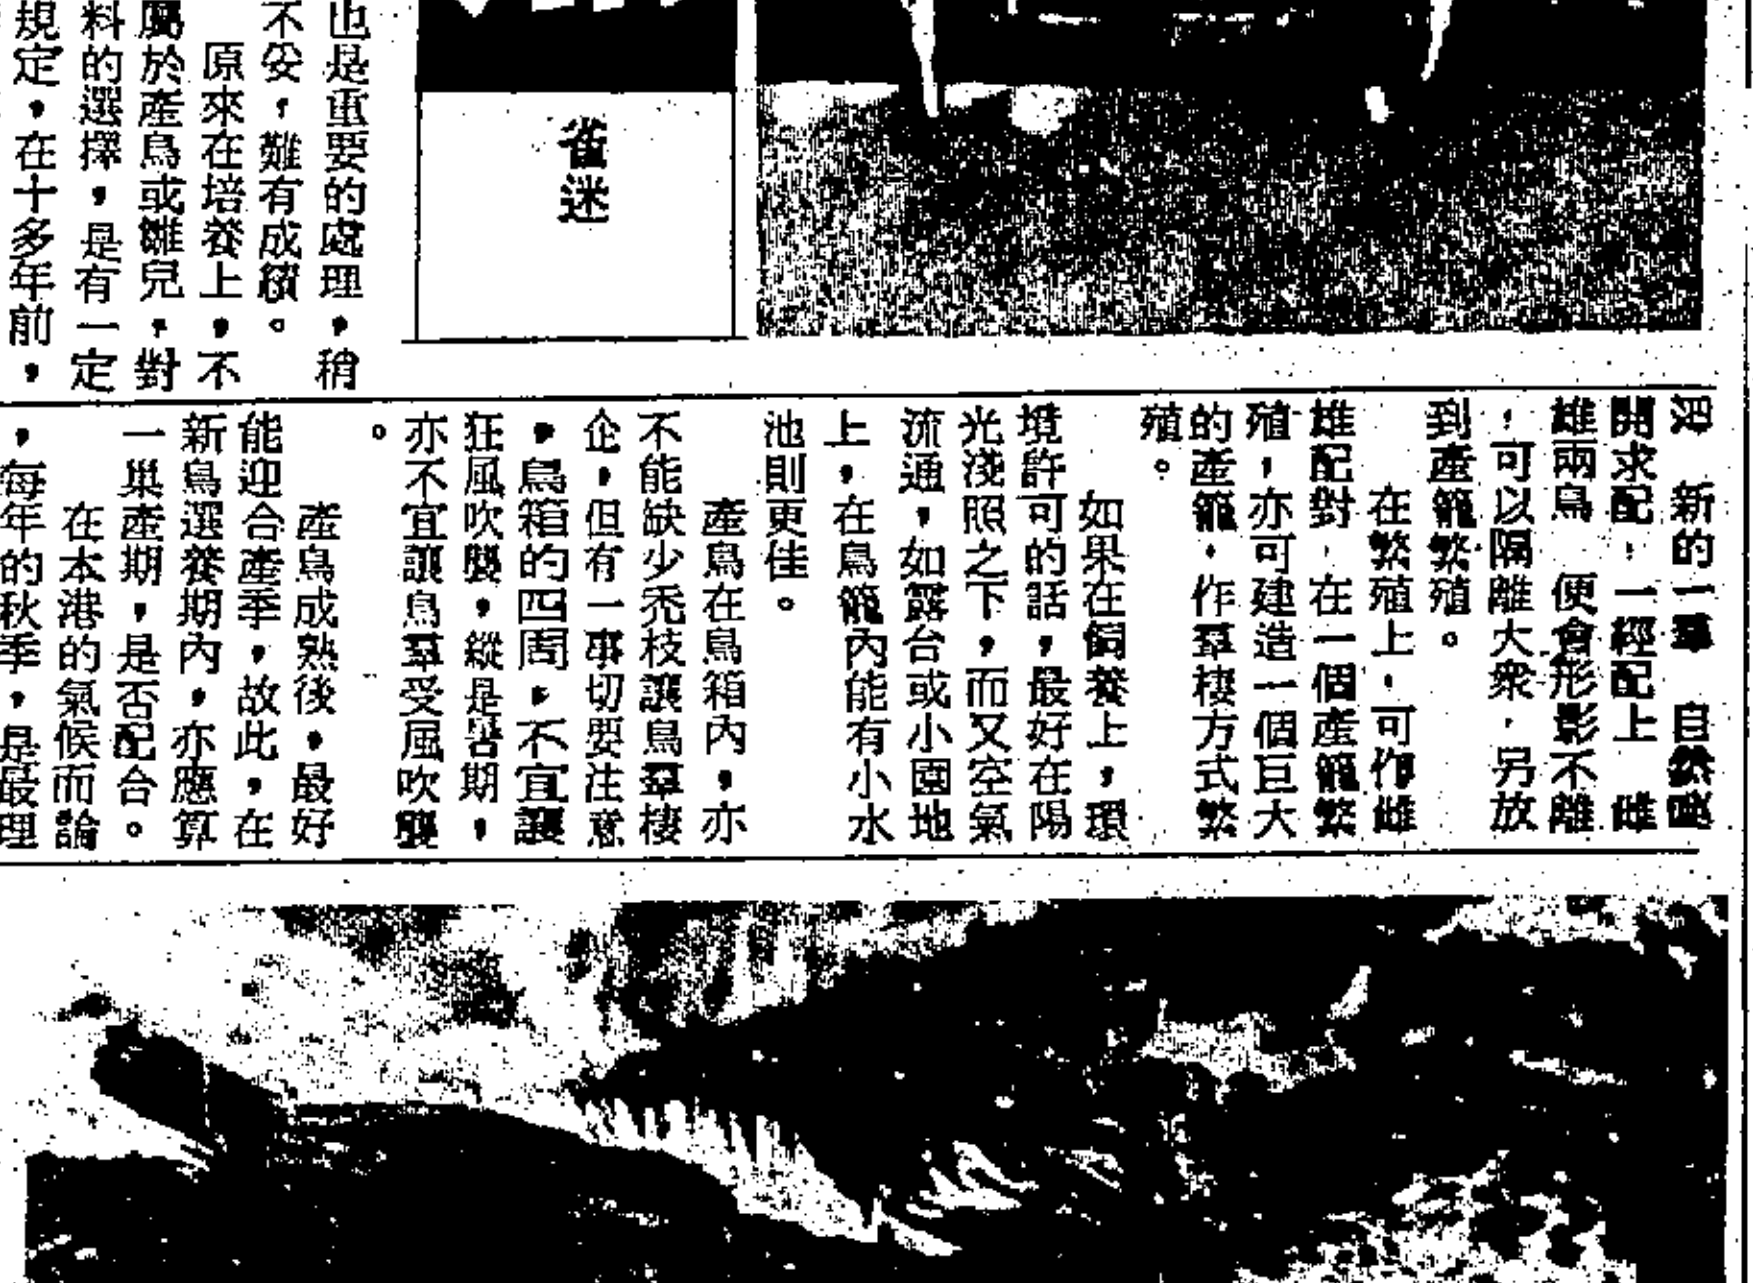 也是重要的處理，稍
不妥，難有成績。
原來在培養上，不
屬於產鳥或雛兒，對
料的選擇，是有一定
規定，在十多年前，
雀迷
新的一羣 自然
開求配，一經配上 雌
雄兩鳥 便會形影不離
，可以隔離大衆，另放
到產籠繁殖。
在繁殖上，可作雌
雄配對，在一個產籠繁
殖，亦可建造一個巨大
的產籠，作羣棲方式繁
殖。
如果在飼養上，環
境許可的話，最好在陽
光淺照之下，而又空氣
流通，如露台或小園地
上，在鳥籠內能有小水
池則更佳。
產鳥在鳥箱內，亦
不能缺少禿枝讓鳥羣棲
企，但有一事切要注意
，鳥箱的四周，不宜讓
狂風吹襲，縱是暑期，
亦不宜讓鳥羣受風吹襲
。
產鳥成熟後，最好
能迎合產季，故此，在
新鳥選養期內，亦應算
一巢產期，是否配合。
在本港的氣候而論
，每年的秋季，是最理